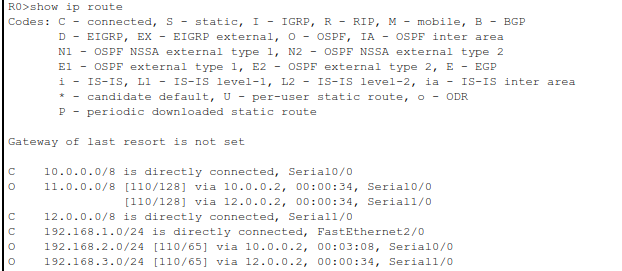 R0>show ip route
Codes: C - connected, S - static, I - IGRP, R - RIP, M - mobile, B - BGP
D - EIGRP, EX - EIGRP external, O - OSPF, IA - OSPF inter area
N1 - OSPF NSSA external type 1, N2 - OSPF NSSA external type 2
E1 - OSPF external type 1, E2 - OSPF external type 2, E - EGP
i - IS-IS, L1 - IS-IS level-1, L2 - IS-IS level-2, ia - IS-IS inter area
* - candidate default, U - per-user static route, o - ODR
P - periodic downloaded static route
Gateway of last resort is not set
C 10.0.0.0/8 is directly connected, Serial0/0
O 11.0.0.0/8 [110/128] via 10.0.0.2, 00:00:34, Serial0/0
[110/128] via 12.0.0.2, 00:00:34, Serial1/0
C 12.0.0.0/8 is directly connected, Serial1/0
C 192.168.1.0/24 is directly connected, FastEthernet2/0
O 192.168.2.0/24 [110/65] via 10.0.0.2, 00:03:08, Serial0/0
O 192.168.3.0/24 [110/65] via 12.0.0.2, 00:00:34, Serial1/0